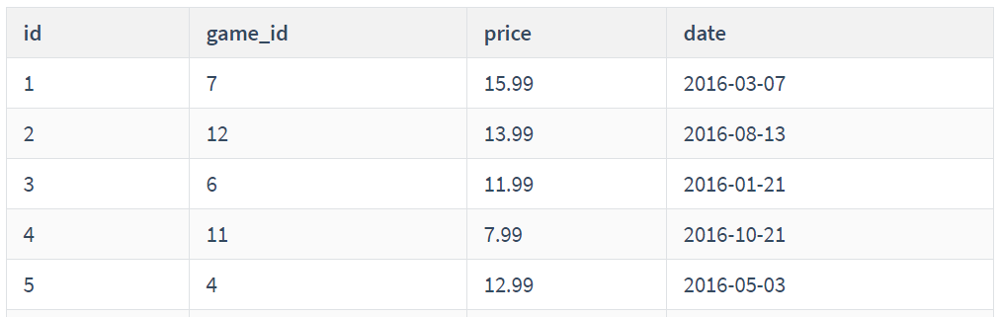 id game_id price date
1 7 15.99 2016-03-07
2 12 13.99 2016-08-13
3 6 11.99 2016-01-21
4 11 7.99 2016-10-21
5 4 12.99 2016-05-03